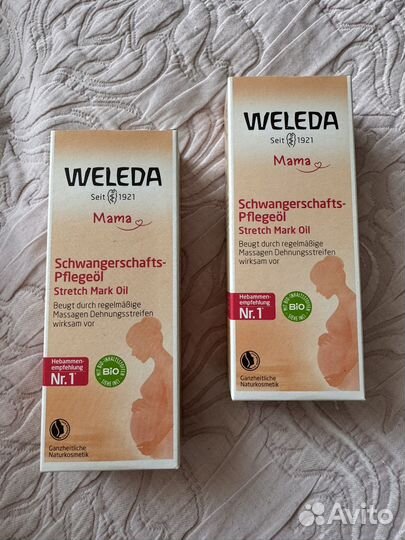 WELEDA
Seit 1921
Mama
Schwangerschafts-
Pflegeöl
Stretch Mark Oil
Beugt durch regelmäßige
Massagen Dehnungsstreifen
wirksam vor
Hebammen-
empfehlung
Nr.1
BIO
Ganzheitliche
Naturkosmetik
WELEDA
Seit 1921
Mama
Schwangerschafts-
Pflegeöl
Stretch Mark Oil
Beugt durch regelmäßige
Massagen Dehnungsstreifen
wirksam vor
Hebammen-
empfehlung
Nr.1
BIO
Ganzheitliche
Naturkosmetik
Avito